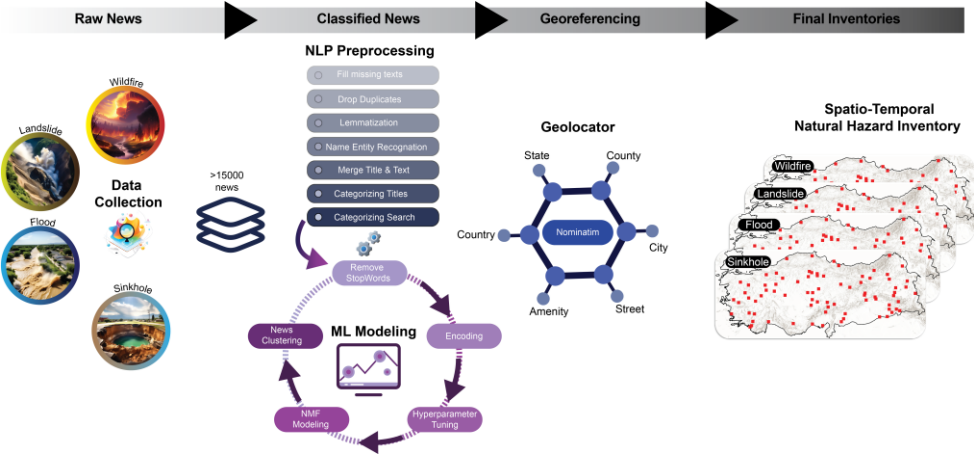 Raw News
Classified News
Georeferencing
Final Inventories
Wildfire
Landslide
Flood
Sinkhole
Data
Collection
>15000
news
NLP Preprocessing
Fill missing texts
Drop Duplicates
Lemmatization
Name Entity Recognation
Merge Title & Text
Categorizing Titles
Categorizing Search
Remove
StopWords
Encoding
Hyperparameter
Tuning
NMF
Modeling
News
Clustering
ML Modeling
Geolocator
State
County
Country
Nominatim
City
Amenity
Street
Spatio-Temporal
Natural Hazard Inventory
Wildfire
Landslide
Flood
Sinkhole